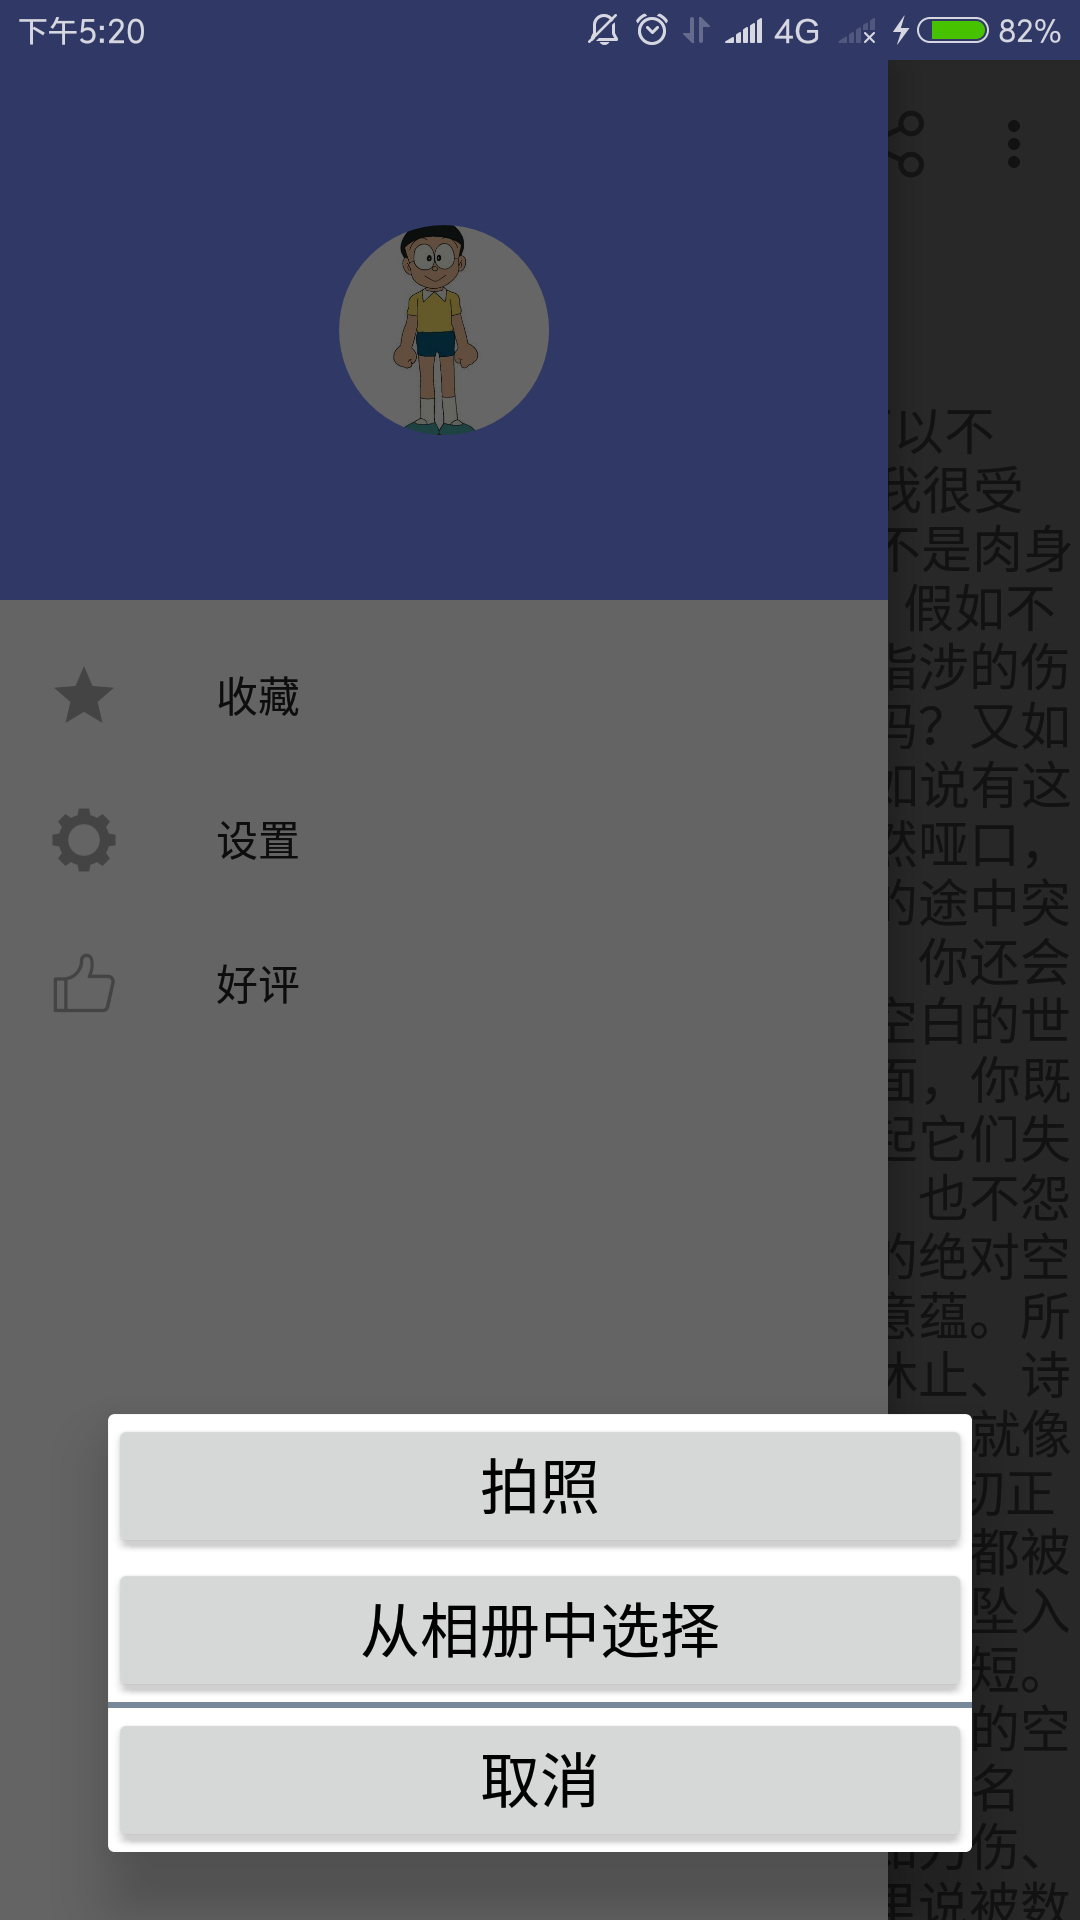 下午5:20
4G
82%
收藏
设置
好评
以不
我很受
不是肉身
假如不
指涉的伤
吗？又如
如说有这
然哑口，
的途中突
你还会
空白的世
面，你既
起它们失
也不怨
的绝对空
意蕴。所
休止、诗
就像
切正
都被
坠入
短。
的空
名
伤、
里说被数
拍照
从相册中选择
取消